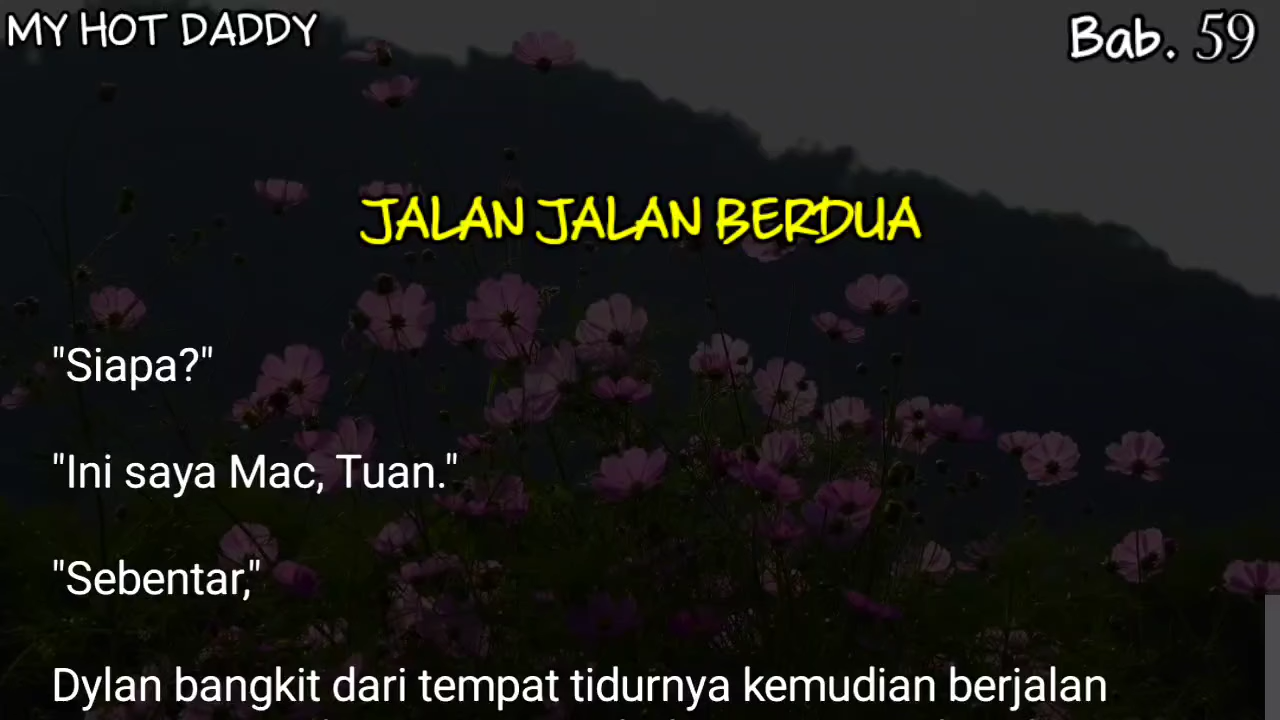 MY HOT DADDY
Bab. 59
JALAN JALAN BERDUA
"Siapa?"
"Ini saya Mac, Tuan."
"Sebentar,"
Dylan bangkit dari tempat tidurnya kemudian berjalan